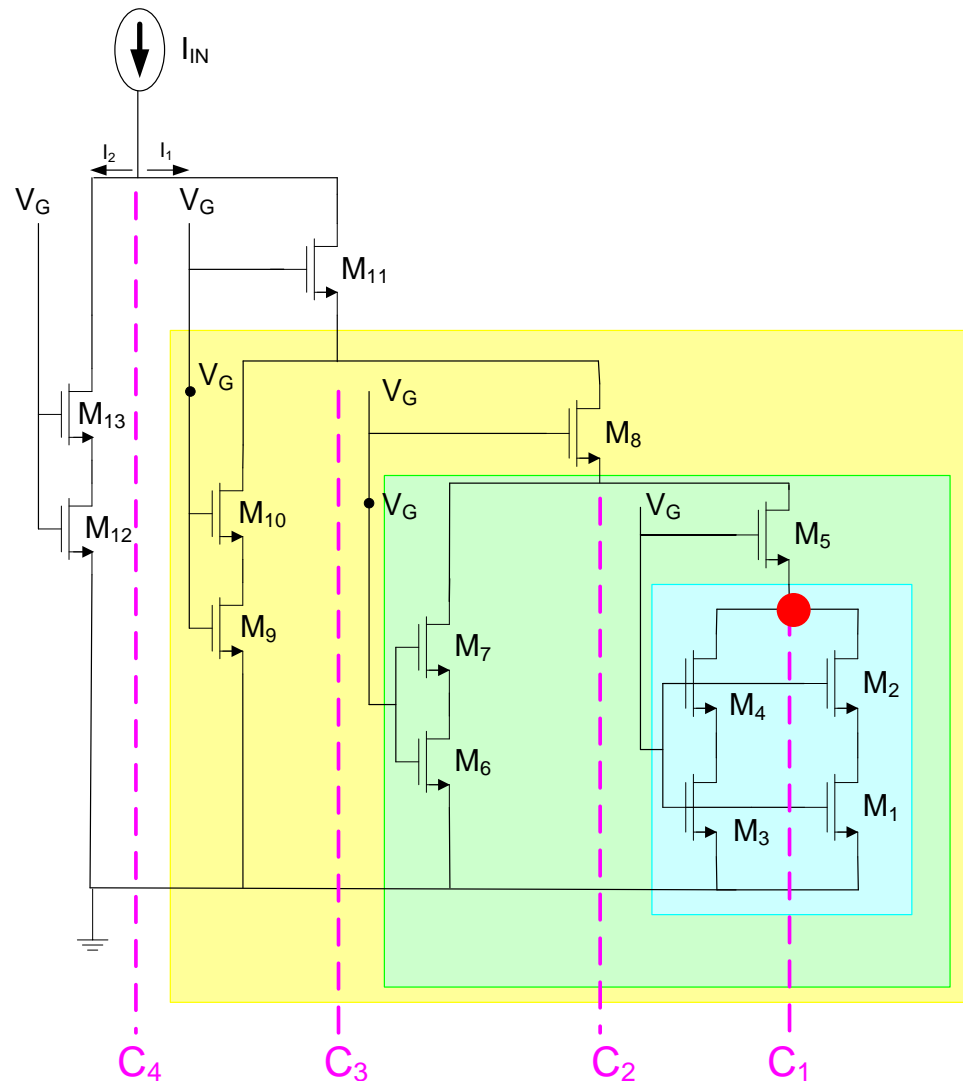 I_IN
I_2 I_1
V_G V_G
M_11
V_G V_G
M_13 M_8
M_10 V_G V_G
M_12 M_5
M_9 M_7 M_4 M_2
M_6 M_3 M_1
C_4 C_3 C_2 C_1